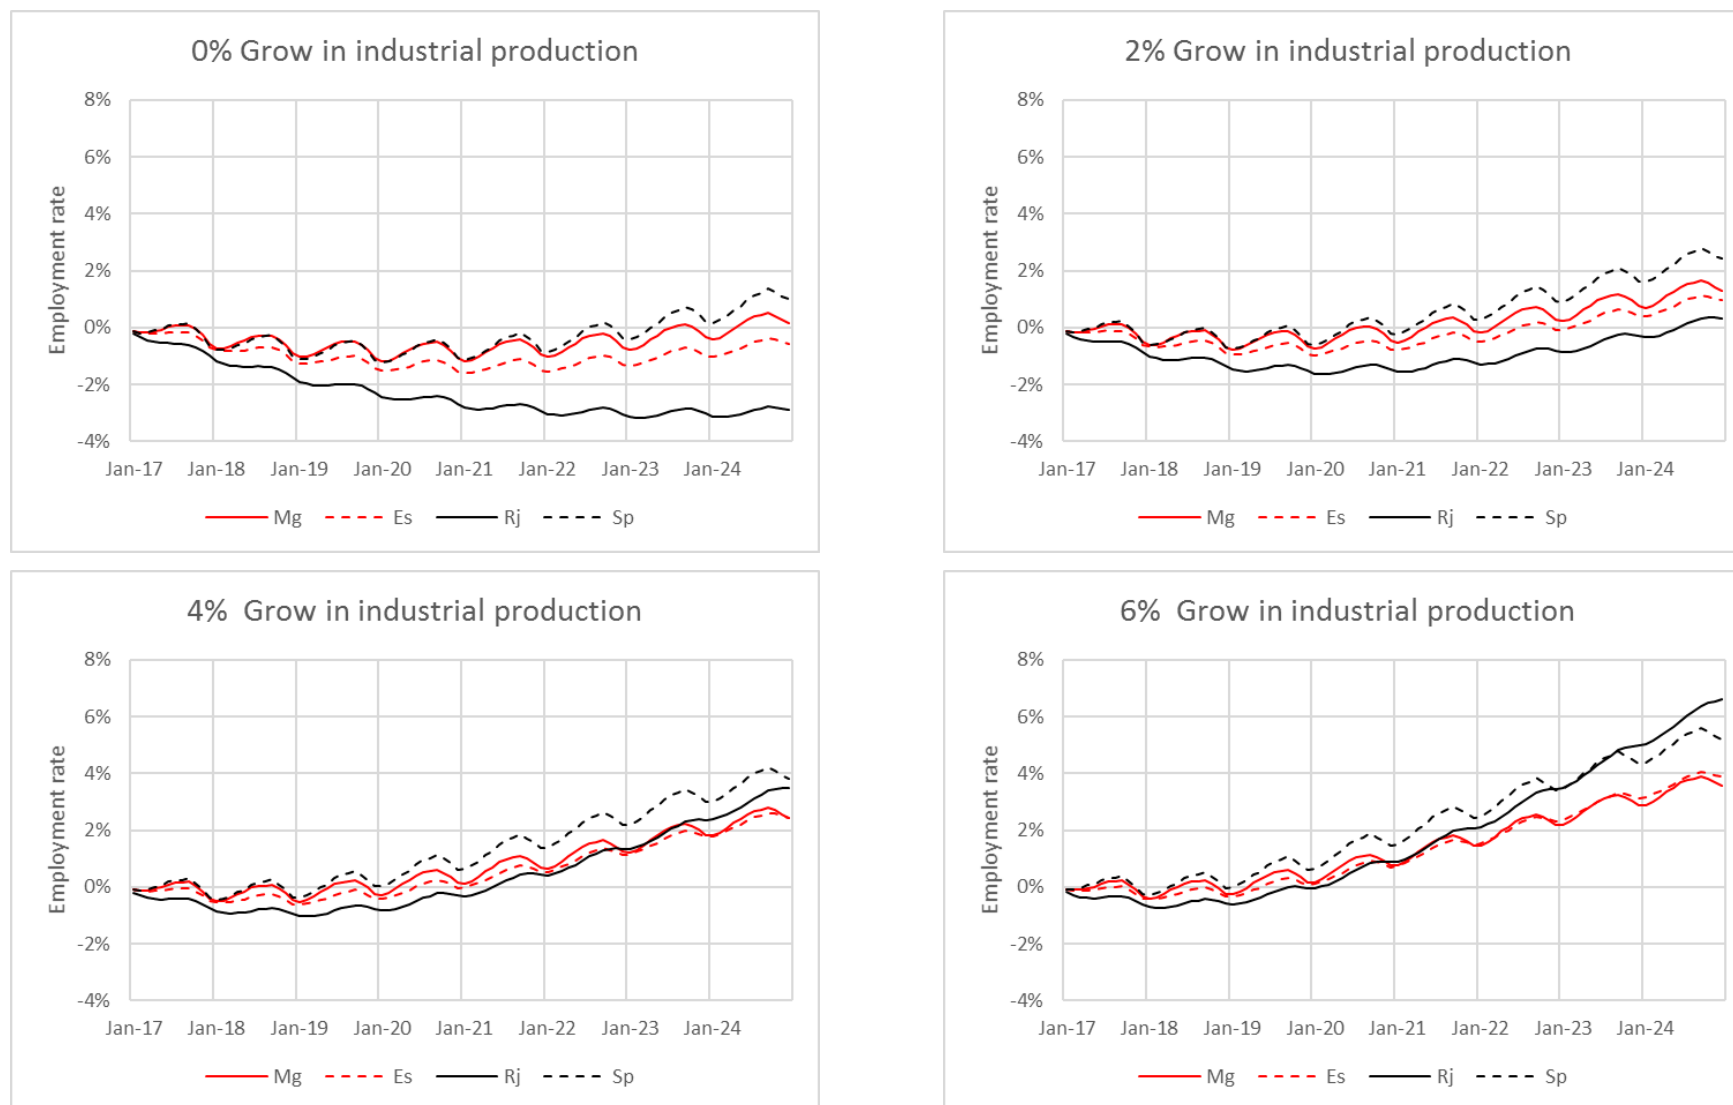 0% Grow in industrial production
8%
6%
4%
2%
0%
-2%
-4%
Employment rate
Jan-17 Jan-18 Jan-19 Jan-20 Jan-21 Jan-22 Jan-23 Jan-24
Mg Es Rj Sp
2% Grow in industrial production
8%
6%
4%
2%
0%
-2%
-4%
Employment rate
Jan-17 Jan-18 Jan-19 Jan-20 Jan-21 Jan-22 Jan-23 Jan-24
Mg Es Rj Sp
4%  Grow in industrial production
8%
6%
4%
2%
0%
-2%
-4%
Employment rate
Jan-17 Jan-18 Jan-19 Jan-20 Jan-21 Jan-22 Jan-23 Jan-24
Mg Es Rj Sp
6%  Grow in industrial production
8%
6%
4%
2%
0%
-2%
-4%
Employment rate
Jan-17 Jan-18 Jan-19 Jan-20 Jan-21 Jan-22 Jan-23 Jan-24
Mg Es Rj Sp